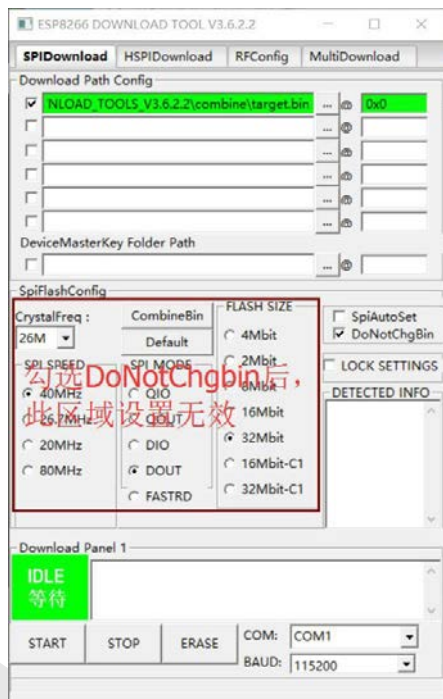 ESP8266 DOWNLOAD TOOL V3.6.2.2
SPIDownload HSPIDownload RFConfig MultiDownload
Download Path Config
'NLOAD_TOOLS_V3.6.2.2\combine\target.bin ... @ 0x0
... @
... @
... @
... @
... @
DeviceMasterKey Folder Path
... @
SpiFlashConfig
CrystalFreq :
26M
CombineBin
Default
SPI SPEED
40MHz
26.7MHz
20MHz
80MHz
SPI MODE
QIO
QOUT
DIO
DOUT
FASTRD
FLASH SIZE
4Mbit
2Mbit
8Mbit
16Mbit
32Mbit
16Mbit-C1
32Mbit-C1
勾选DoNotChgbin后，
此区域设置无效
SpiAutoSet
DoNotChgBin
LOCK SETTINGS
DETECTED INFO
Download Panel 1
IDLE
等待
START STOP ERASE
COM: COM1
BAUD: 115200